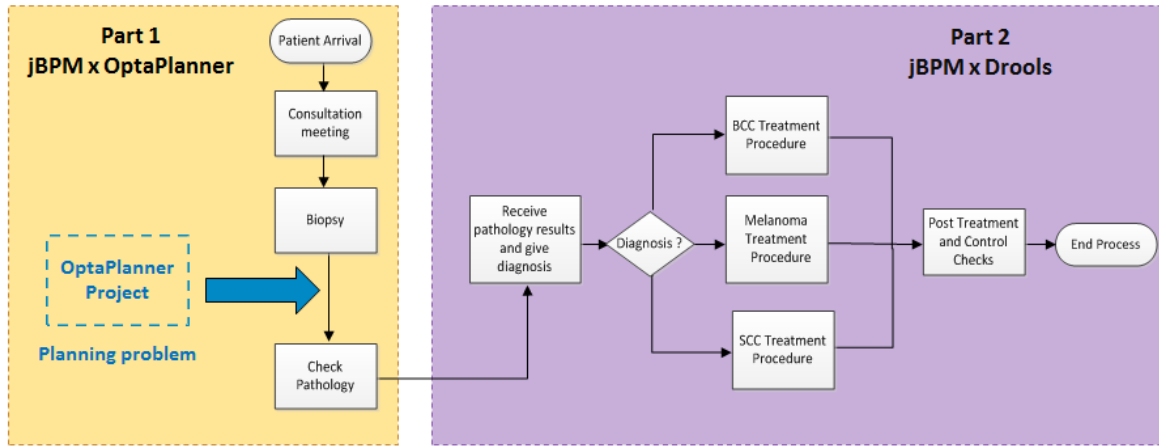 Part 1
jBPM x OptaPlanner
Patient Arrival
Consultation
meeting
Biopsy
OptaPlanner
Project
Planning problem
Check
Pathology
Part 2
jBPM x Drools
Receive
pathology results
and give
diagnosis
Diagnosis ?
BCC Treatment
Procedure
Melanoma
Treatment
Procedure
SCC Treatment
Procedure
Post Treatment
and Control
Checks
End Process